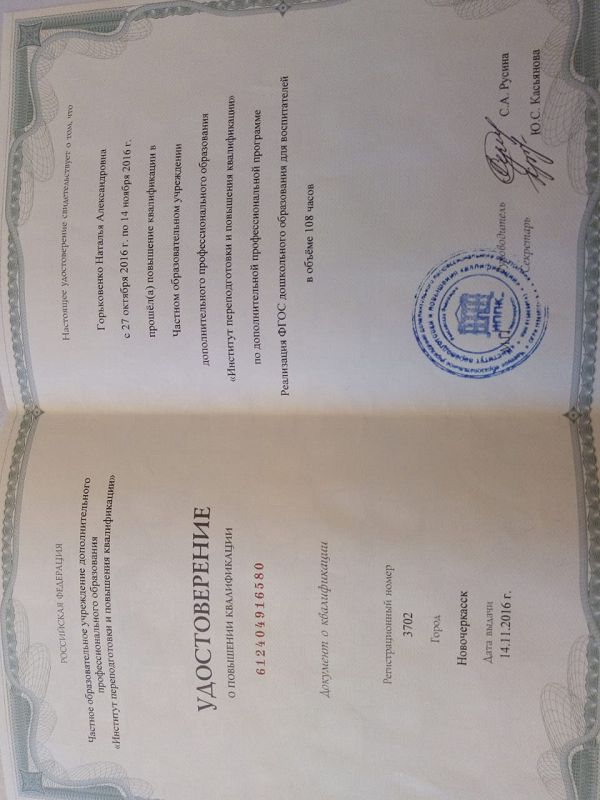 РОССИЙСКАЯ ФЕДЕРАЦИЯ
Частное образовательное учреждение дополнительного
профессионального образования
«Институт переподготовки и повышения квалификации»
УДОСТОВЕРЕНИЕ
О ПОВЫШЕНИИ КВАЛИФИКАЦИИ
612404916580
Документ о квалификации
Регистрационный номер
3702
Город
Новочеркасск
Дата выдачи
14.11.2016 г.
Настоящее удостоверение свидетельствует о том, что
Горьковенко Наталья Александровна
с 27 октября 2016 г. по 14 ноября 2016 г.
прошёл(а) повышение квалификации в
Частном образовательном учреждении
дополнительного профессионального образования
«Институт переподготовки и повышения квалификации»
по дополнительной профессиональной программе
Реализация ФГОС дошкольного образования для воспитателей
в объёме 108 часов
С.А. Русина
Секретарь Ю.С. Касьянова
ИППК